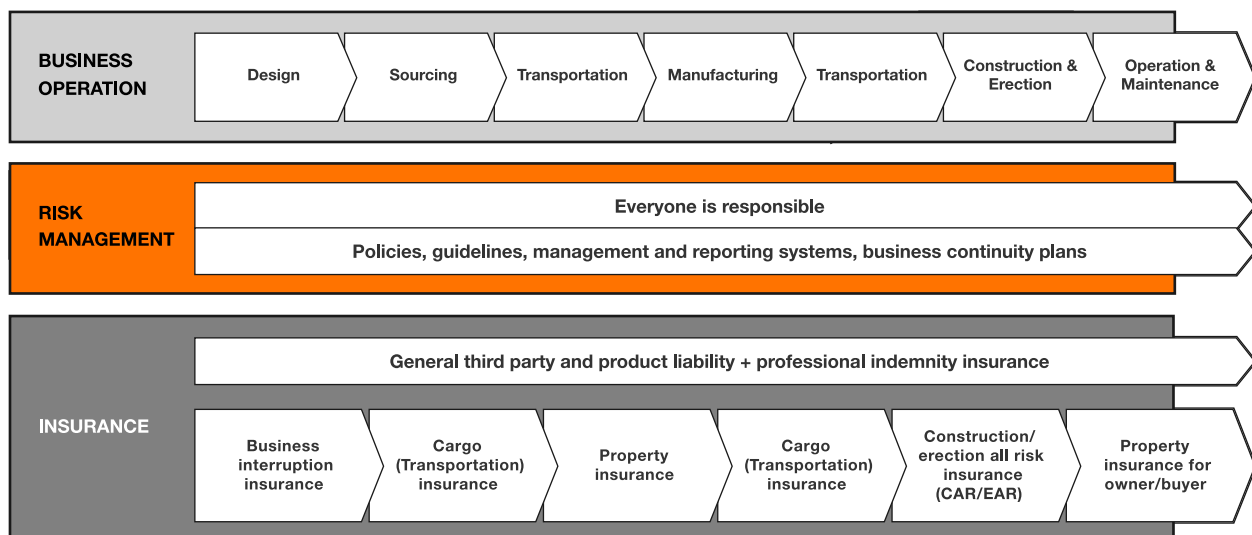 BUSINESS
OPERATION
Design
Sourcing
Transportation
Manufacturing
Transportation
Construction &
Erection
Operation &
Maintenance
RISK
MANAGEMENT
Everyone is responsible
Policies, guidelines, management and reporting systems, business continuity plans
INSURANCE
General third party and product liability + professional indemnity insurance
Business
interruption
insurance
Cargo
(Transportation)
insurance
Property
insurance
Cargo
(Transportation)
insurance
Construction/
erection all risk
insurance
(CAR/EAR)
Property
insurance for
owner/buyer